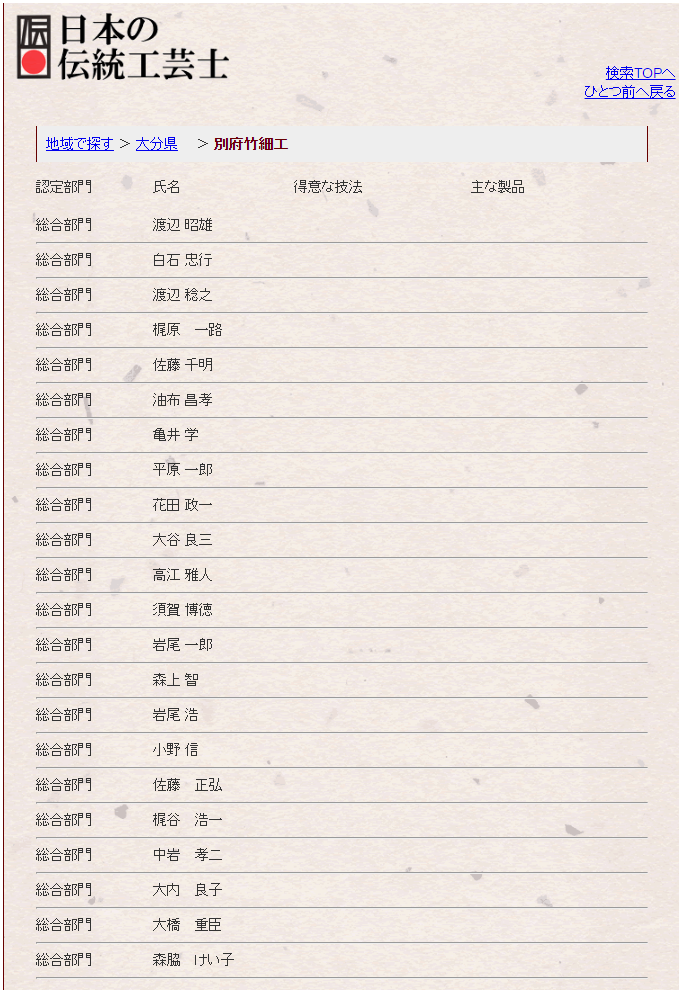 伝
日本の
伝統工芸士
検索TOPへ
ひとつ前へ戻る
地域で探す > 大分県 > 別府竹細工
認定部門 氏名 得意な技法 主な製品
総合部門 渡辺 昭雄
総合部門 白石 忠行
総合部門 渡辺 稔之
総合部門 梶原 一路
総合部門 佐藤 千明
総合部門 油布 昌孝
総合部門 亀井 学
総合部門 平原 一郎
総合部門 花田 政一
総合部門 大谷 良三
総合部門 高江 雅人
総合部門 須賀 博徳
総合部門 岩尾 一郎
総合部門 森上 智
総合部門 岩尾 浩
総合部門 小野 信
総合部門 佐藤 正弘
総合部門 梶谷 浩一
総合部門 中岩 孝二
総合部門 大内 良子
総合部門 大橋 重臣
総合部門 森脇 けい子